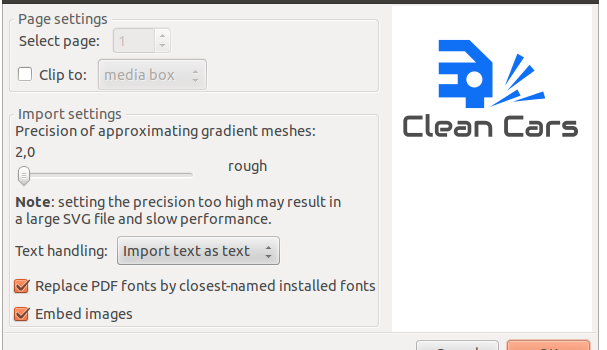 Page settings
Select page: 1
Clip to: media box
Import settings
Precision of approximating gradient meshes:
2,0
rough
Note: setting the precision too high may result in
a large SVG file and slow performance.
Text handling: Import text as text
Replace PDF fonts by closest-named installed fonts
Embed images
Clean Cars